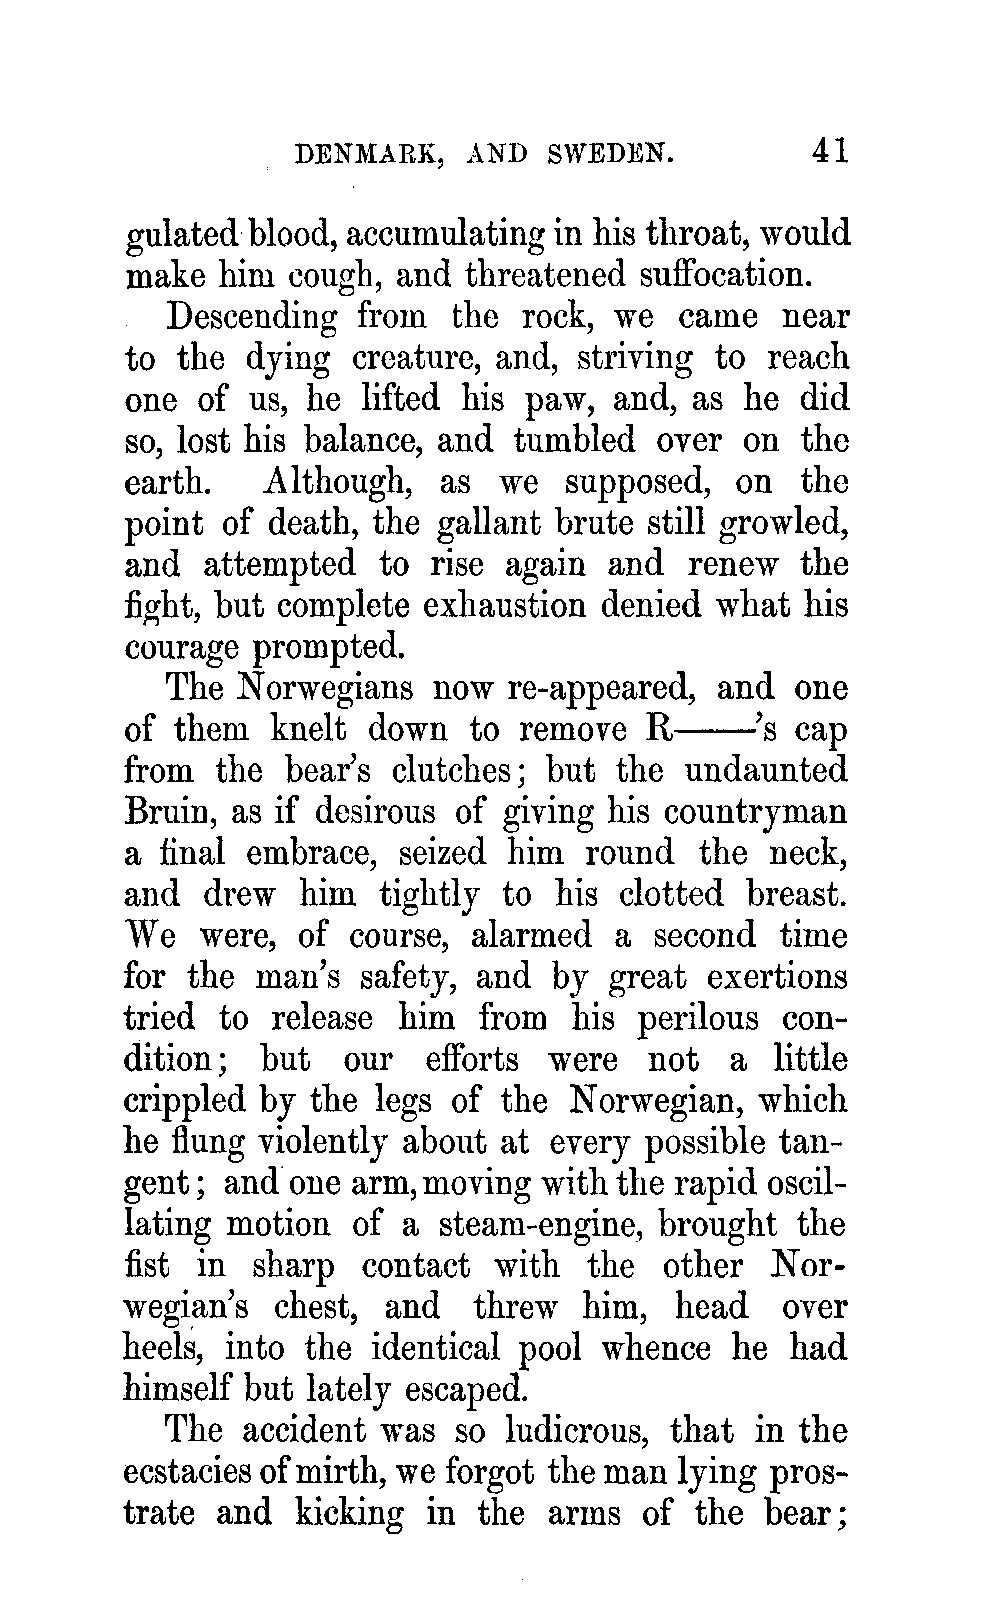 DENMARK, AND SWEDEN. 41
gulated blood, accumulating in his throat, would
make him cough, and threatened suffocation.
Descending from the rock, we came near
to the dying creature, and, striving to reach
one of us, he lifted his paw, and, as he did
so, lost his balance, and tumbled over on the
earth. Although, as we supposed, on the
point of death, the gallant brute still growled,
and attempted to rise again and renew the
fight, but complete exhaustion denied what his
courage prompted.
The Norwegians now re-appeared, and one
of them knelt down to remove R——'s cap
from the bear's clutches; but the undaunted
Bruin, as if desirous of giving his countryman
a final embrace, seized him round the neck,
and drew him tightly to his clotted breast.
We were, of course, alarmed a second time
for the man's safety, and by great exertions
tried to release him from his perilous con-
dition; but our efforts were not a little
crippled by the legs of the Norwegian, which
he flung violently about at every possible tan-
gent; and one arm, moving with the rapid oscil-
lating motion of a steam-engine, brought the
fist in sharp contact with the other Nor-
wegian's chest, and threw him, head over
heels, into the identical pool whence he had
himself but lately escaped.
The accident was so ludicrous, that in the
ecstacies of mirth, we forgot the man lying pros-
trate and kicking in the arms of the bear;